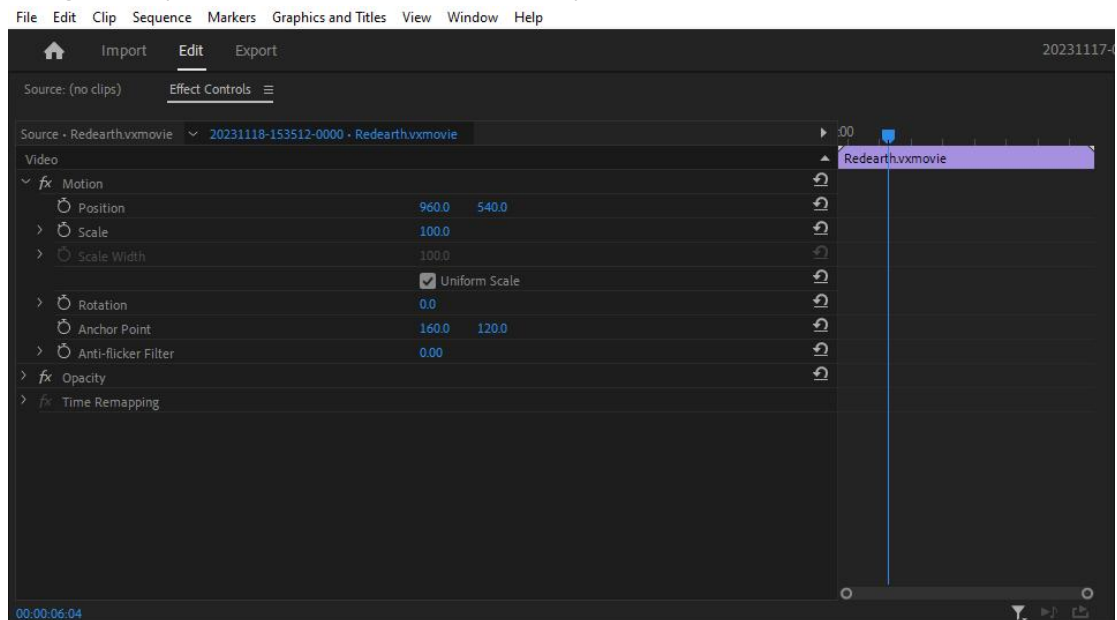 File Edit Clip Sequence Markers Graphics and Titles View Window Help
Import Edit Export 20231117-
Source: (no clips) Effect Controls
Source • Redearth.vxmovie 20231118-153512-0000 • Redearth.vxmovie :00
Video Redearth.vxmovie
fx Motion
Position 960.0 540.0
Scale 100.0
Scale Width 100.0
Uniform Scale
Rotation 0.0
Anchor Point 160.0 120.0
Anti-flicker Filter 0.00
fx Opacity
fx Time Remapping
00:00:06:04